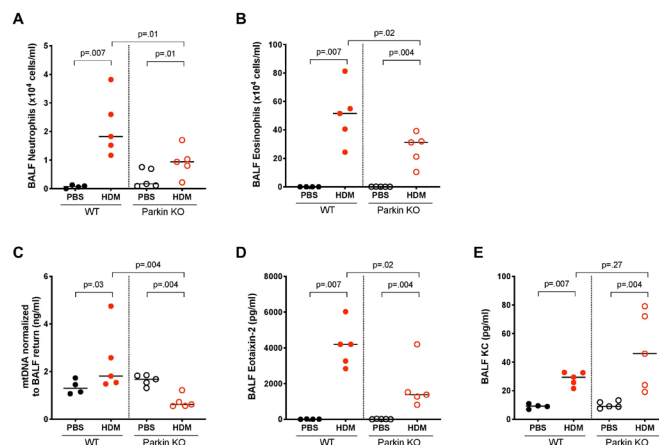 A
p=.01
p=.007
p=.01
BALF Neutrophils (x10⁴ cells/ml)
5
4
3
2
1
0
PBS HDM PBS HDM
WT Parkin KO
B
p=.02
p=.007
p=.004
BALF Eosinophils (x10⁴ cells/ml)
100
80
60
40
20
0
PBS HDM PBS HDM
WT Parkin KO
C
p=.004
p=.03
p=.004
mtDNA normalized
to BALF return (ng/ml)
6
4
2
0
PBS HDM PBS HDM
WT Parkin KO
D
p=.02
p=.007
p=.004
BALF Eotaixin-2 (pg/ml)
8000
6000
4000
2000
0
PBS HDM PBS HDM
WT Parkin KO
E
p=.27
p=.007
p=.004
BALF KC
(pg/ml)
100
80
60
40
20
0
PBS HDM PBS HDM
WT Parkin KO